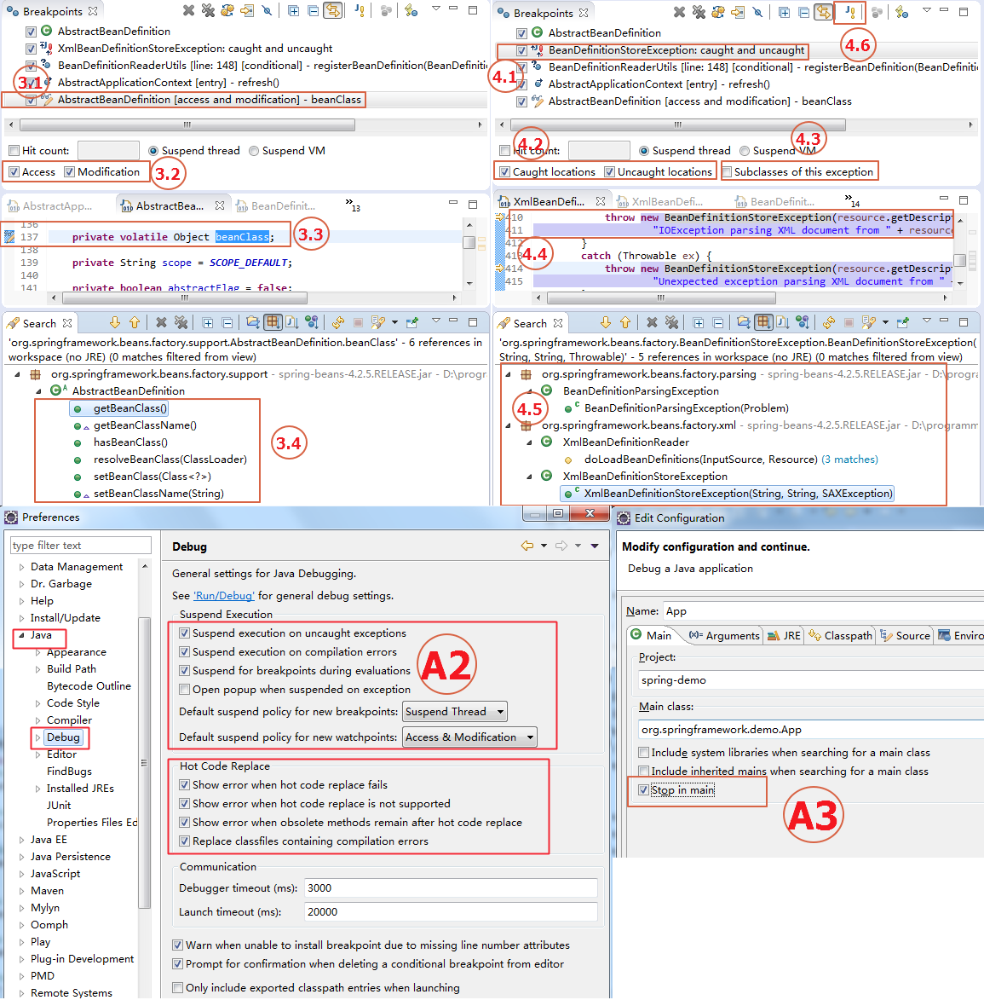 Breakpoints
AbstractBeanDefinition
XmlBeanDefinitionStoreException: caught and uncaught
BeanDefinitionReaderUtils [line: 148] [conditional] - registerBeanDefinition(BeanDefinition
3.1
AbstractApplicationContext [entry] - refresh()
AbstractBeanDefinition [access and modification] - beanClass
Hit count:
Suspend thread
Suspend VM
Access
Modification
3.2
AbstractApp...
AbstractBea...
BeanDefinit...
»13
136
137 private volatile Object beanClass;
3.3
138
139 private String scope = SCOPE_DEFAULT;
140
141 private boolean abstractFlag = false;
Search
'org.springframework.beans.factory.support.AbstractBeanDefinition.beanClass' - 6 references in
workspace (no JRE) (0 matches filtered from view)
org.springframework.beans.factory.support - spring-beans-4.2.5.RELEASE.jar - D:\progr
AbstractBeanDefinition
getBeanClass()
getBeanClassName()
hasBeanClass()
resolveBeanClass(ClassLoader)
setBeanClass(Class<?>)
setBeanClassName(String)
3.4
Breakpoints
4.6
AbstractBeanDefinition
BeanDefinitionStoreException: caught and uncaught
4.1
BeanDefinitionReaderUtils [line: 148] [conditional] - registerBeanDefinition(BeanDef
AbstractApplicationContext [entry] - refresh()
AbstractBeanDefinition [access and modification] - beanClass
4.2
4.3
Hit count:
Suspend thread
Suspend VM
Caught locations
Uncaught locations
Subclasses of this exception
XmlBeanDefi...
XmlBeanDefi...
BeanDefinit...
»14
410 throw new BeanDefinitionStoreException(resource.getDescript
411 "IOException parsing XML document from " + resource
412 }
4.4
413 catch (Throwable ex) {
414 throw new BeanDefinitionStoreException(resource.getDescript
415 "Unexpected exception parsing XML document from " +
Search
'org.springframework.beans.factory.BeanDefinitionStoreException.BeanDefinitionStoreException(
String, String, Throwable)' - 5 references in workspace (no JRE) (0 matches filtered from view)
org.springframework.beans.factory.parsing - spring-beans-4.2.5.RELEASE.jar - D:\progr
BeanDefinitionParsingException
4.5
BeanDefinitionParsingException(Problem)
org.springframework.beans.factory.xml - spring-beans-4.2.5.RELEASE.jar - D:\programm
XmlBeanDefinitionReader
doLoadBeanDefinitions(InputSource, Resource) (3 matches)
XmlBeanDefinitionStoreException
XmlBeanDefinitionStoreException(String, String, SAXException)
Preferences
type filter text
Data Management
Dr. Garbage
Help
Install/Update
Java
Appearance
Build Path
Bytecode Outline
Code Style
Compiler
Debug
Editor
FindBugs
Installed JREs
JUnit
Properties Files Ed
Java EE
Java Persistence
JavaScript
Maven
Mylyn
Oomph
Play
Plug-in Development
PMD
Remote Systems
Debug
General settings for Java Debugging.
See 'Run/Debug' for general debug settings.
Suspend Execution
Suspend execution on uncaught exceptions
Suspend execution on compilation errors
Suspend for breakpoints during evaluations
Open popup when suspended on exception
A2
Default suspend policy for new breakpoints: Suspend Thread
Default suspend policy for new watchpoints: Access & Modification
Hot Code Replace
Show error when hot code replace fails
Show error when hot code replace is not supported
Show error when obsolete methods remain after hot code replace
Replace classfiles containing compilation errors
Communication
Debugger timeout (ms): 3000
Launch timeout (ms): 20000
Warn when unable to install breakpoint due to missing line number attributes
Prompt for confirmation when deleting a conditional breakpoint from editor
Only include exported classpath entries when launching
Edit Configuration
Modify configuration and continue.
Debug a Java application
Name: App
Main
(x)= Arguments
JRE
Classpath
Source
Enviro
Project:
spring-demo
Main class:
org.springframework.demo.App
Include system libraries when searching for a main class
Include inherited mains when searching for a main class
Stop in main
A3